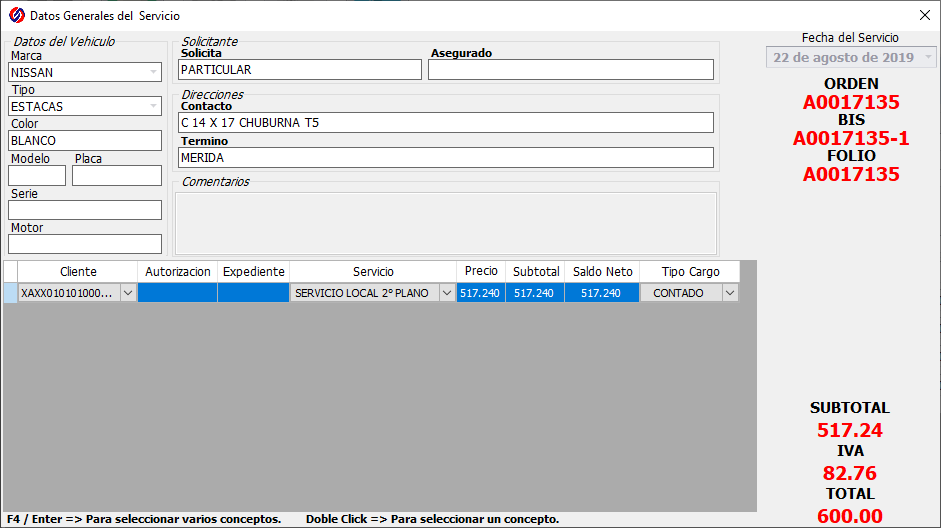 Datos Generales del Servicio
Datos del Vehiculo
Marca
NISSAN
Tipo
ESTACAS
Color
BLANCO
Modelo Placa
Serie
Motor
Solicitante
Solicita Asegurado
PARTICULAR
Direcciones
Contacto
C 14 X 17 CHUBURNA T5
Termino
MERIDA
Comentarios
Fecha del Servicio
22 de agosto de 2019
ORDEN
A0017135
BIS
A0017135-1
FOLIO
A0017135
Cliente Autorizacion Expediente Servicio Precio Subtotal Saldo Neto Tipo Cargo
XAXX010101000... SERVICIO LOCAL 2º PLANO 517.240 517.240 517.240 CONTADO
SUBTOTAL
517.24
IVA
82.76
TOTAL
600.00
F4 / Enter => Para seleccionar varios conceptos. Doble Click => Para seleccionar un concepto.